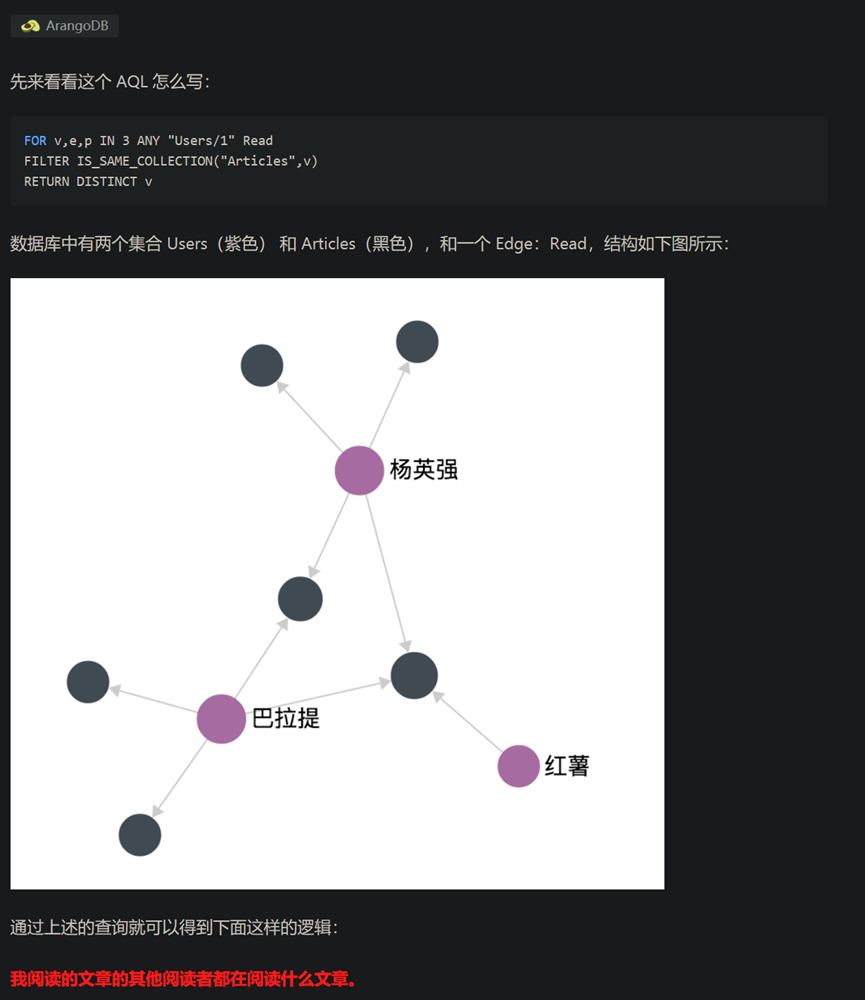 ArangoDB
先来看看这个 AQL 怎么写：
FOR v,e,p IN 3 ANY "Users/1" Read
FILTER IS_SAME_COLLECTION("Articles",v)
RETURN DISTINCT v
数据库中有两个集合 Users（紫色） 和 Articles（黑色），和一个 Edge：Read，结构如下图所示：
杨英强
巴拉提
红薯
通过上述的查询就可以得到下面这样的逻辑：
我阅读的文章的其他阅读者都在阅读什么文章。